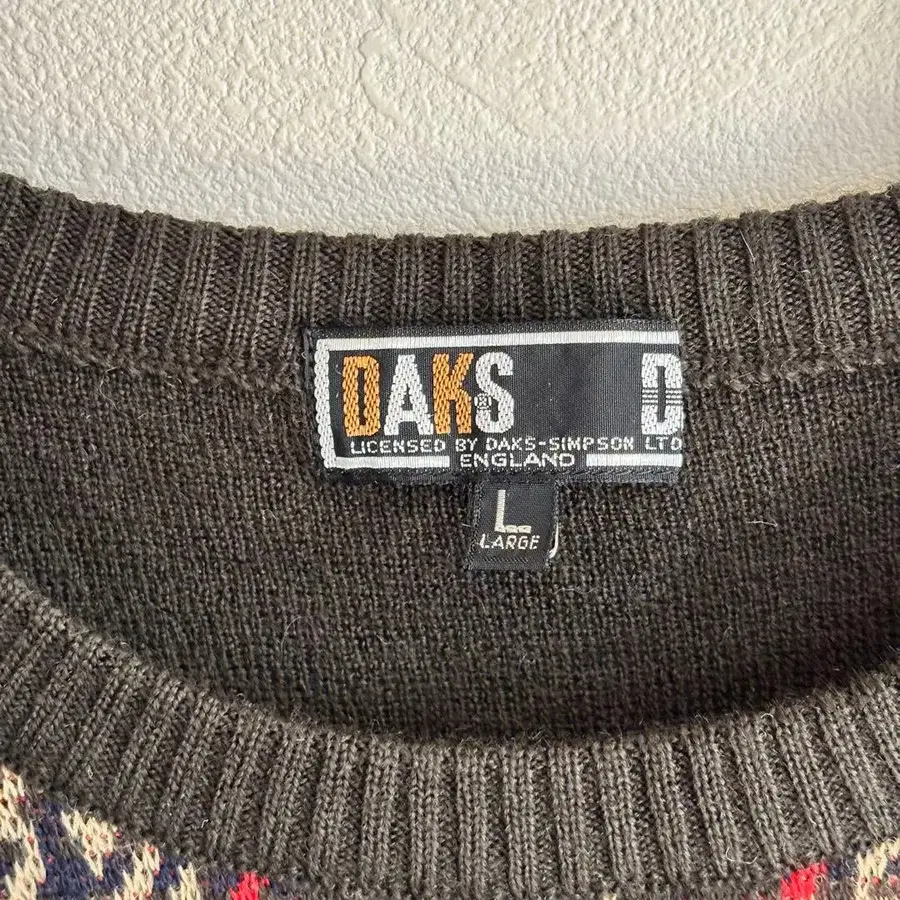 DAKS D
LICENSED BY DAKS-SIMPSON LTD
ENGLAND
L
LARGE